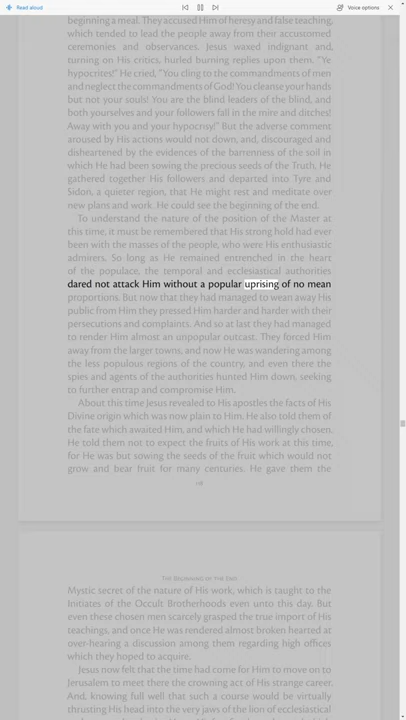 Read aloud
Voice options
beginning a meal. They accused Him of heresy and false teaching,
which tended to lead the people away from their accustomed
ceremonies and observances. Jesus waxed indignant and,
turning on His critics, hurled burning replies upon them. "Ye
hypocrites!" He cried, "You cling to the commandments of men
and neglect the commandments of God! You cleanse your hands
but not your souls! You are the blind leaders of the blind, and
both yourselves and your followers fall in the mire and ditches!
Away with you and your hypocrisy!" But the adverse comment
aroused by His actions would not down, and, discouraged and
disheartened by the evidences of the barrenness of the soil in
which He had been sowing the precious seeds of the Truth, He
gathered together His followers and departed into Tyre and
Sidon, a quieter region, that He might rest and meditate over
new plans and work. He could see the beginning of the end.
To understand the nature of the position of the Master at
this time, it must be remembered that His strong hold had ever
been with the masses of the people, who were His enthusiastic
admirers. So long as He remained entrenched in the heart
of the populace, the temporal and ecclesiastical authorities
dared not attack Him without a popular uprising of no mean
proportions. But now that they had managed to wean away His
public from Him they pressed Him harder and harder with their
persecutions and complaints. And so at last they had managed
to render Him almost an unpopular outcast. They forced Him
away from the larger towns, and now He was wandering among
the less populous regions of the country, and even there the
spies and agents of the authorities hunted Him down, seeking
to further entrap and compromise Him.
About this time Jesus revealed to His apostles the facts of His
Divine origin which was now plain to Him. He also told them of
the fate which awaited Him, and which He had willingly chosen.
He told them not to expect the fruits of His work at this time,
for He was but sowing the seeds of the fruit which would not
grow and bear fruit for many centuries. He gave them the
The Beginning of the End
Mystic secret of the nature of His work, which is taught to the
Initiates of the Occult Brotherhoods even unto this day. But
even these chosen men scarcely grasped the true import of His
teachings, and once He was rendered almost broken hearted at
over-hearing a discussion among them regarding high offices
which they hoped to acquire.
Jesus now felt that the time had come for Him to move on to
Jerusalem to meet there the crowning act of His strange career.
And, knowing full well that such a course would be virtually
thrusting His head into the very jaws of the lion of ecclesiastical